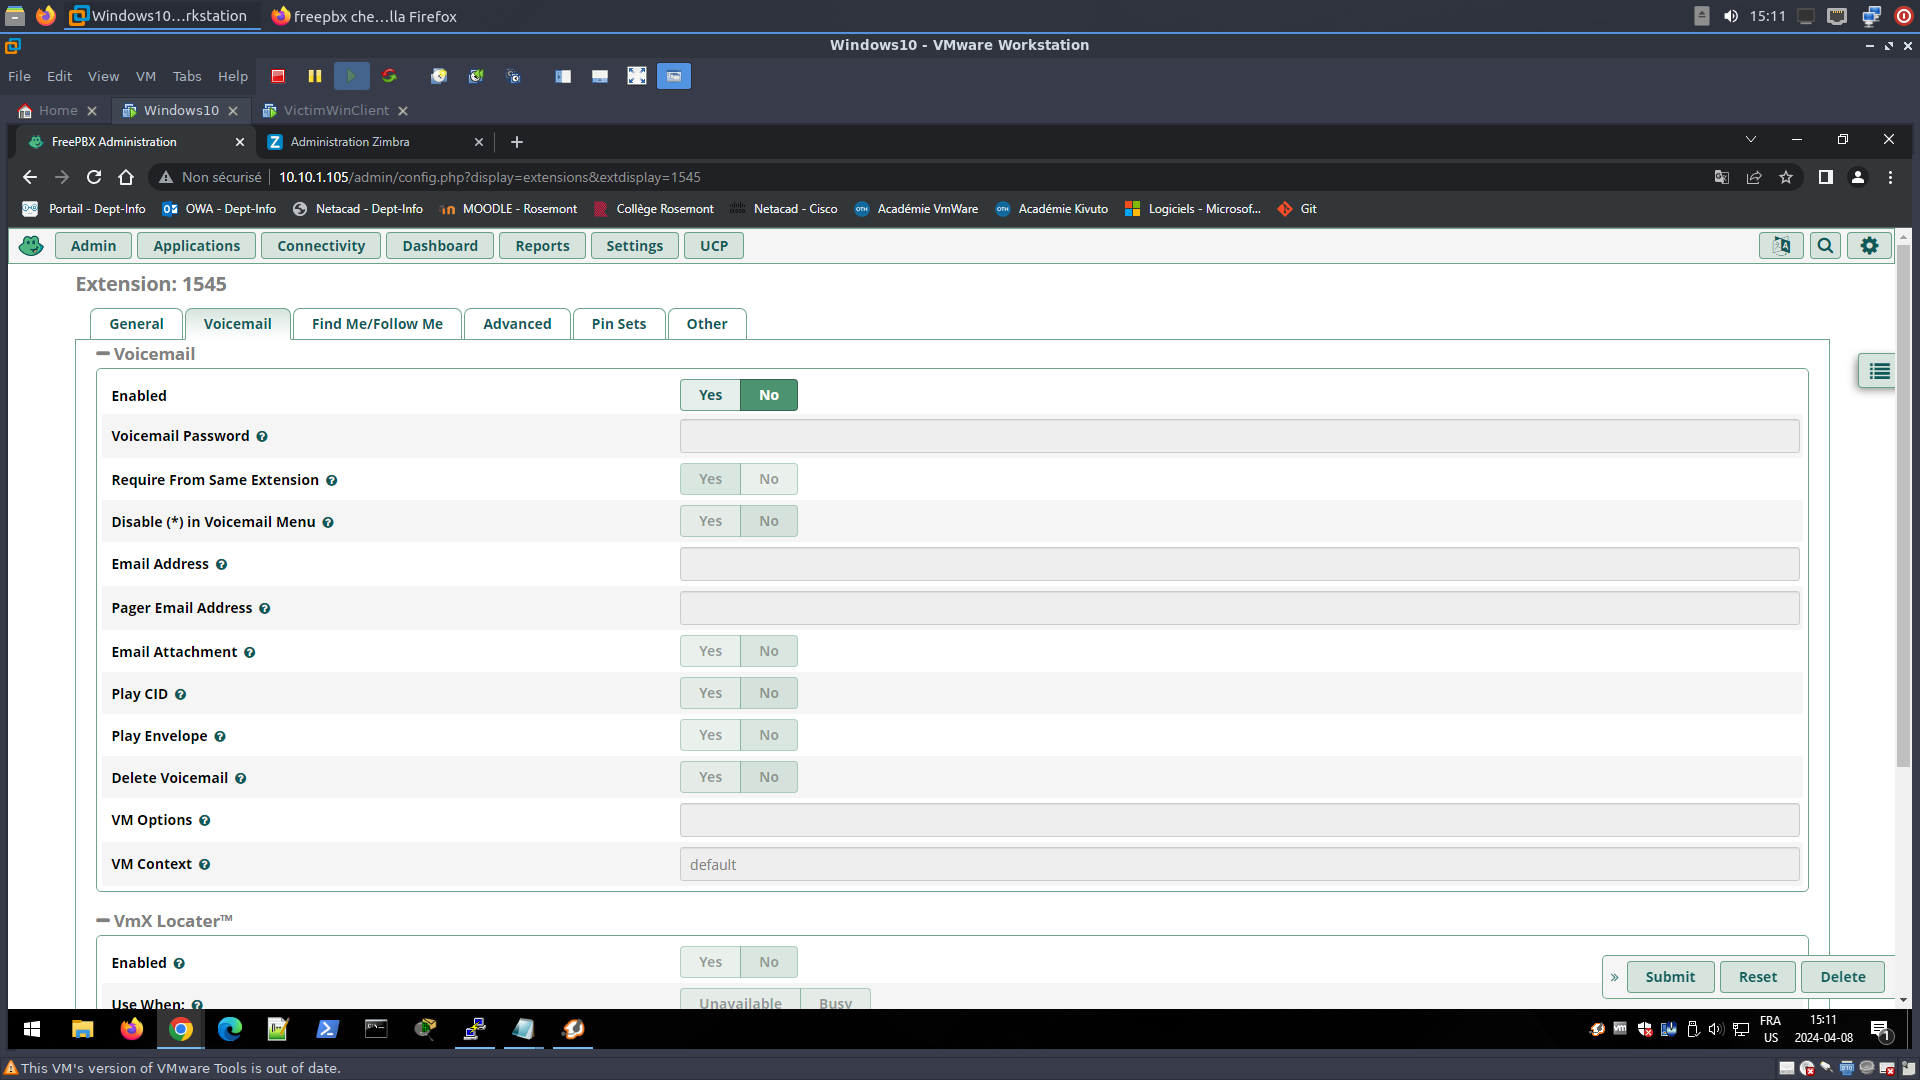 Windows10...rkstation
freepbx che...lla Firefox
15:11
Windows10 - VMware Workstation
File Edit View VM Tabs Help
Home
Windows10
VictimWinClient
FreePBX Administration
Administration Zimbra
Non sécurisé
10.10.1.105/admin/config.php?display=extensions&extdisplay=1545
Portail - Dept-Info
OWA - Dept-Info
Netacad - Dept-Info
MOODLE - Rosemont
Collège Rosemont
Netacad - Cisco
Académie VmWare
Académie Kivuto
Logiciels - Microsof...
Git
Admin
Applications
Connectivity
Dashboard
Reports
Settings
UCP
Extension: 1545
General
Voicemail
Find Me/Follow Me
Advanced
Pin Sets
Other
Voicemail
Enabled Yes No
Voicemail Password
Require From Same Extension Yes No
Disable (*) in Voicemail Menu Yes No
Email Address
Pager Email Address
Email Attachment Yes No
Play CID Yes No
Play Envelope Yes No
Delete Voicemail Yes No
VM Options
VM Context default
VmX Locater™
Enabled Yes No
Use When: Unavailable Busy
» Submit Reset Delete
FRA
US
15:11
2024-04-08
1
This VM's version of VMware Tools is out of date.